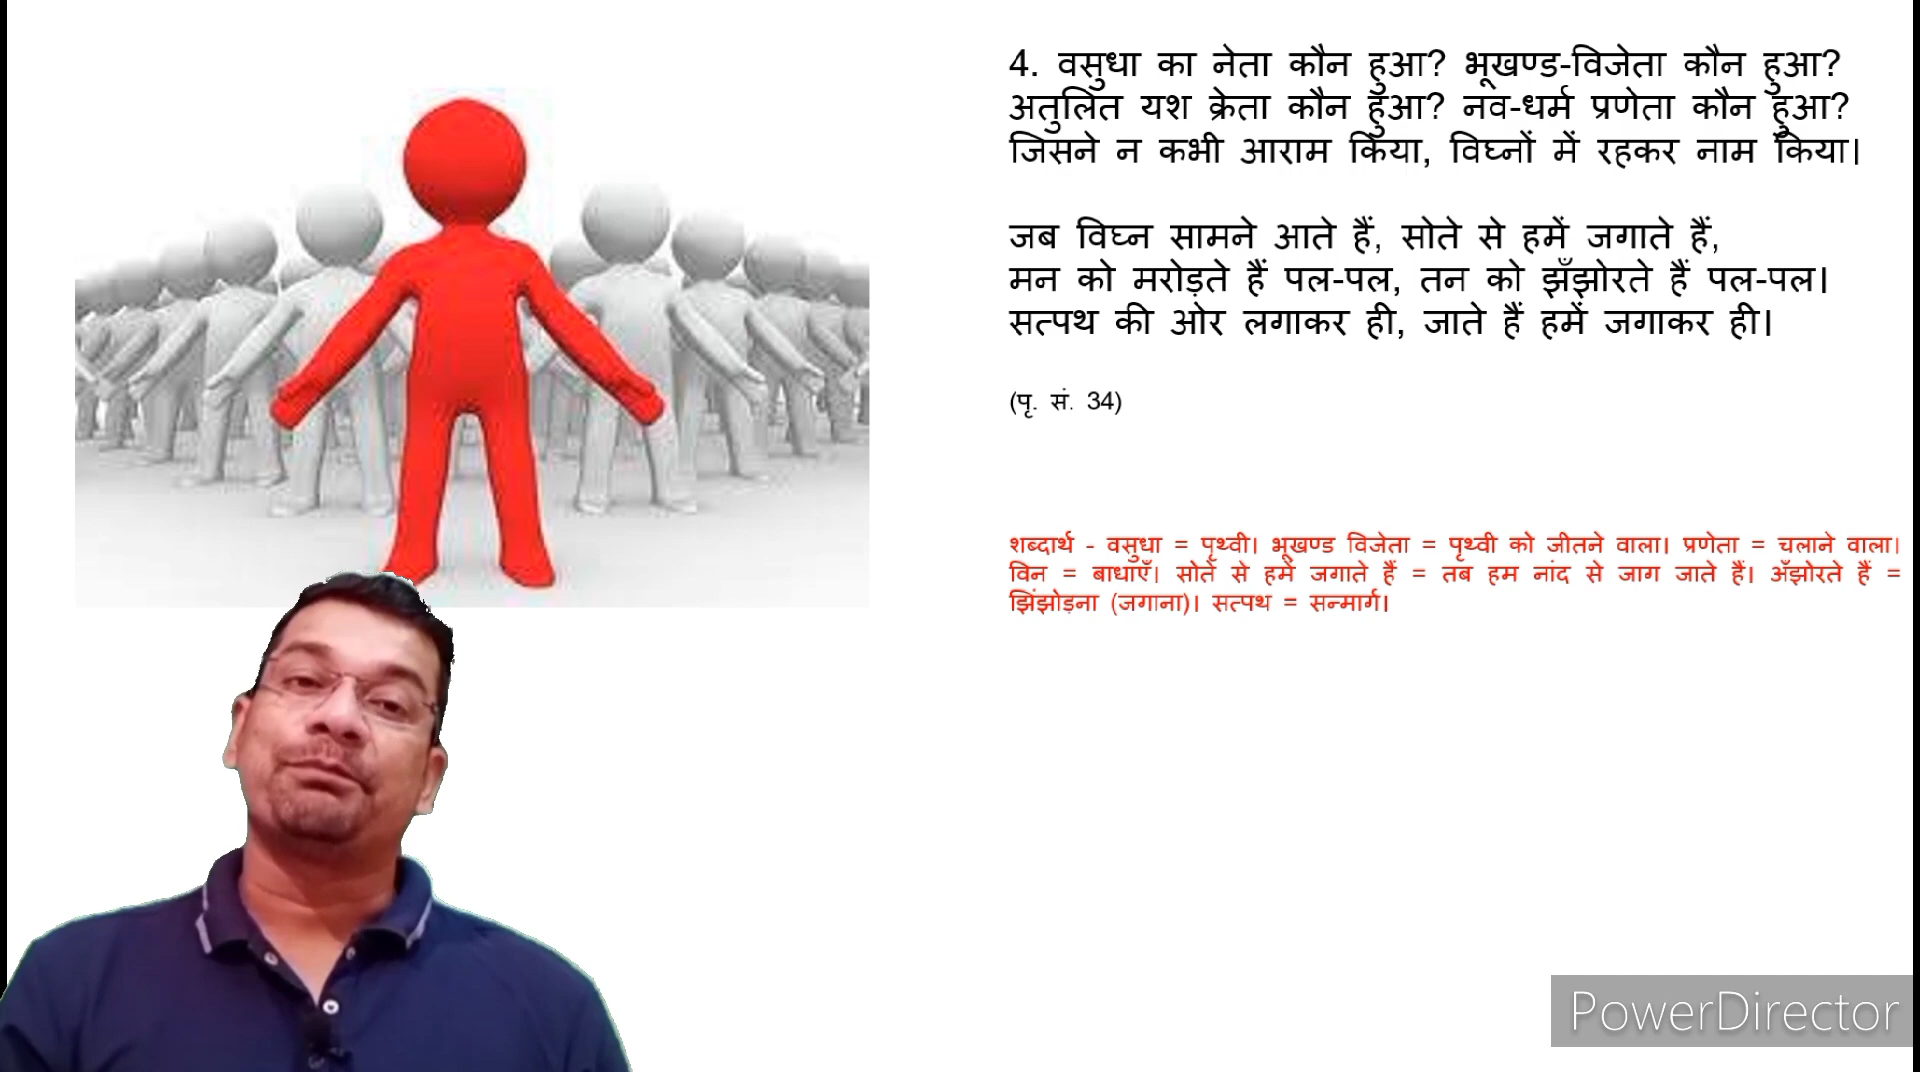 4. वसुधा का नेता कौन हुआ? भूखण्ड-विजेता कौन हुआ?
अतुलित यश क्रेता कौन हुआ? नव-धर्म प्रणेता कौन हुआ?
जिसने न कभी आराम किया, विघ्नों में रहकर नाम किया।
जब विघ्न सामने आते हैं, सोते से हमें जगाते हैं,
मन को मरोड़ते हैं पल-पल, तन को झँझोरते हैं पल-पल।
सत्पथ की ओर लगाकर ही, जाते हैं हमें जगाकर ही।
(पृ. सं. 34)
शब्दार्थ - वसुधा = पृथ्वी। भूखण्ड विजेता = पृथ्वी को जीतने वाला। प्रणेता = चलाने वाला।
विन = बाधाएँ। सोते से हमें जगाते हैं = तब हम नांद से जाग जाते हैं। अँझोरते हैं =
झिंझोड़ना (जगाना)। सत्पथ = सन्मार्ग।
PowerDirector